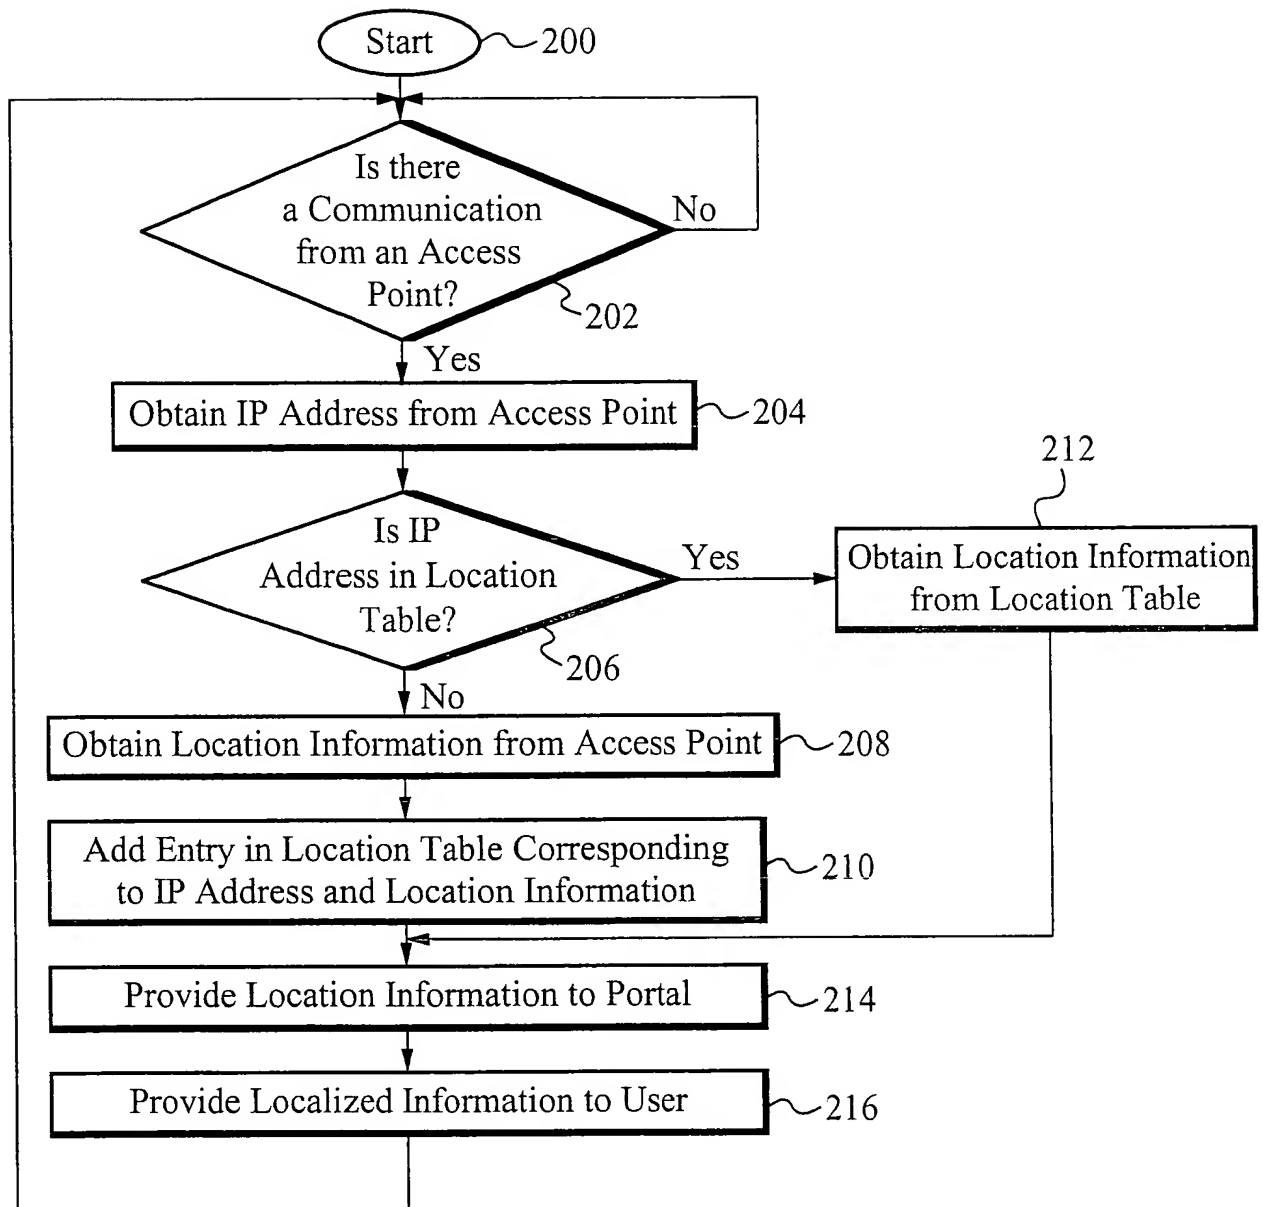 Start
200
Is there
a Communication
from an Access
Point?
No
202
Yes
Obtain IP Address from Access Point
204
212
Is IP
Address in Location
Table?
Yes
Obtain Location Information
from Location Table
206
No
Obtain Location Information from Access Point
208
Add Entry in Location Table Corresponding
to IP Address and Location Information
210
Provide Location Information to Portal
214
Provide Localized Information to User
216